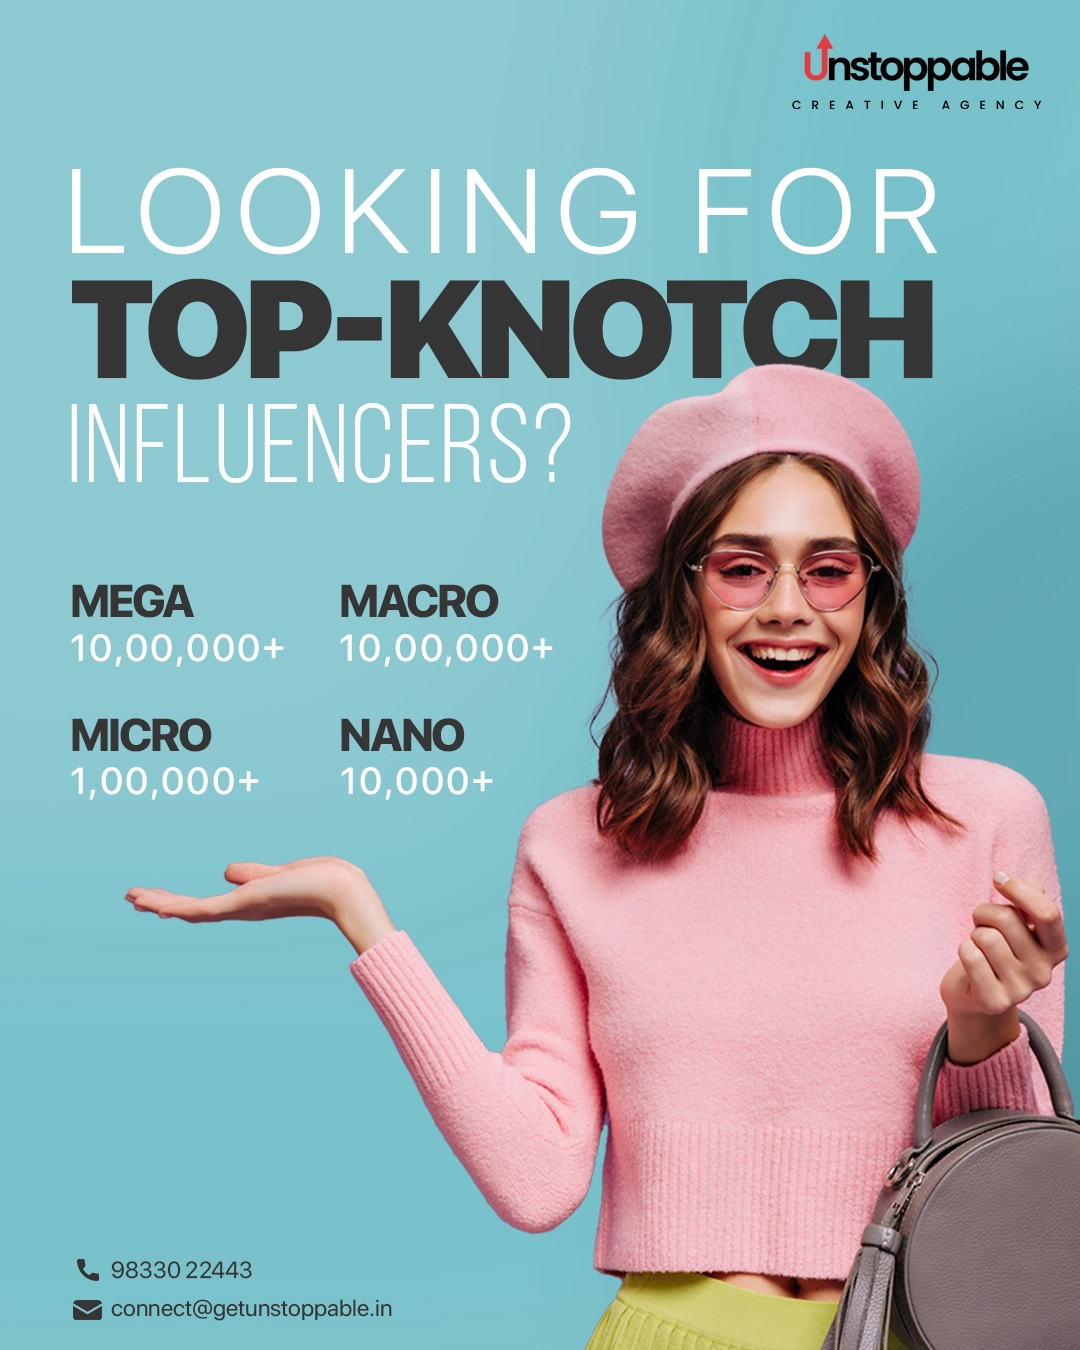 Unstoppable
CREATIVE AGENCY
LOOKING FOR
TOP-KNOTCH
INFLUENCERS?
MEGA
10,00,000+
MACRO
10,00,000+
MICRO
1,00,000+
NANO
10,000+
98330 22443
connect@getunstoppable.in